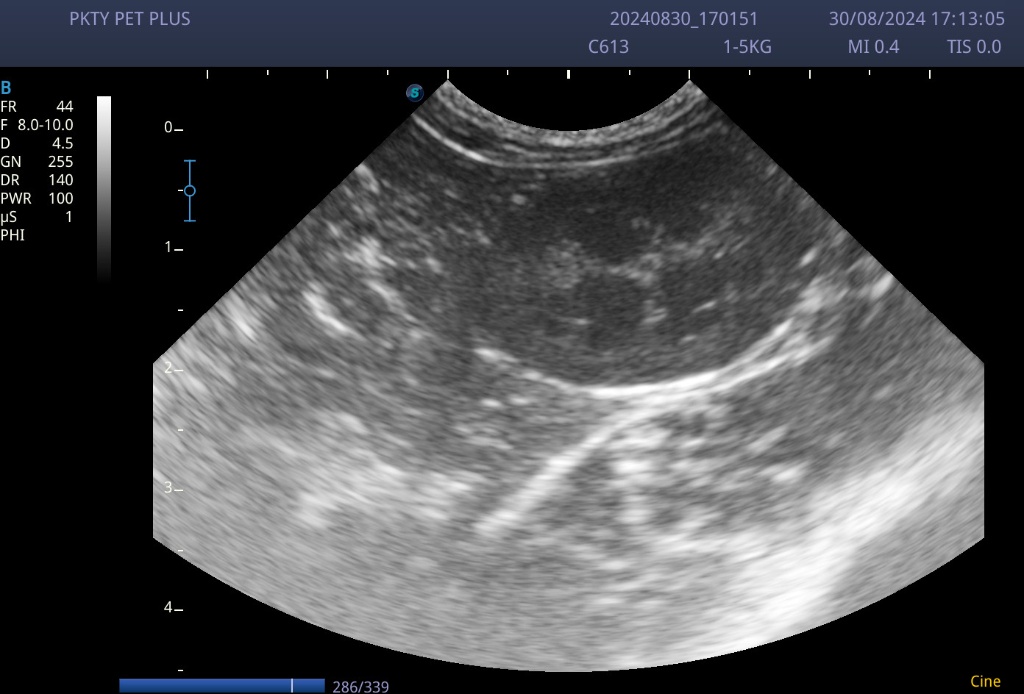 PKTY PET PLUS
20240830_170151
30/08/2024 17:13:05
C613
1-5KG
MI 0.4
TIS 0.0
B
FR 44
F 8.0-10.0
D 4.5
GN 255
DR 140
PWR 100
µS 1
PHI
S
0
1
2
3
4
286/339
Cine